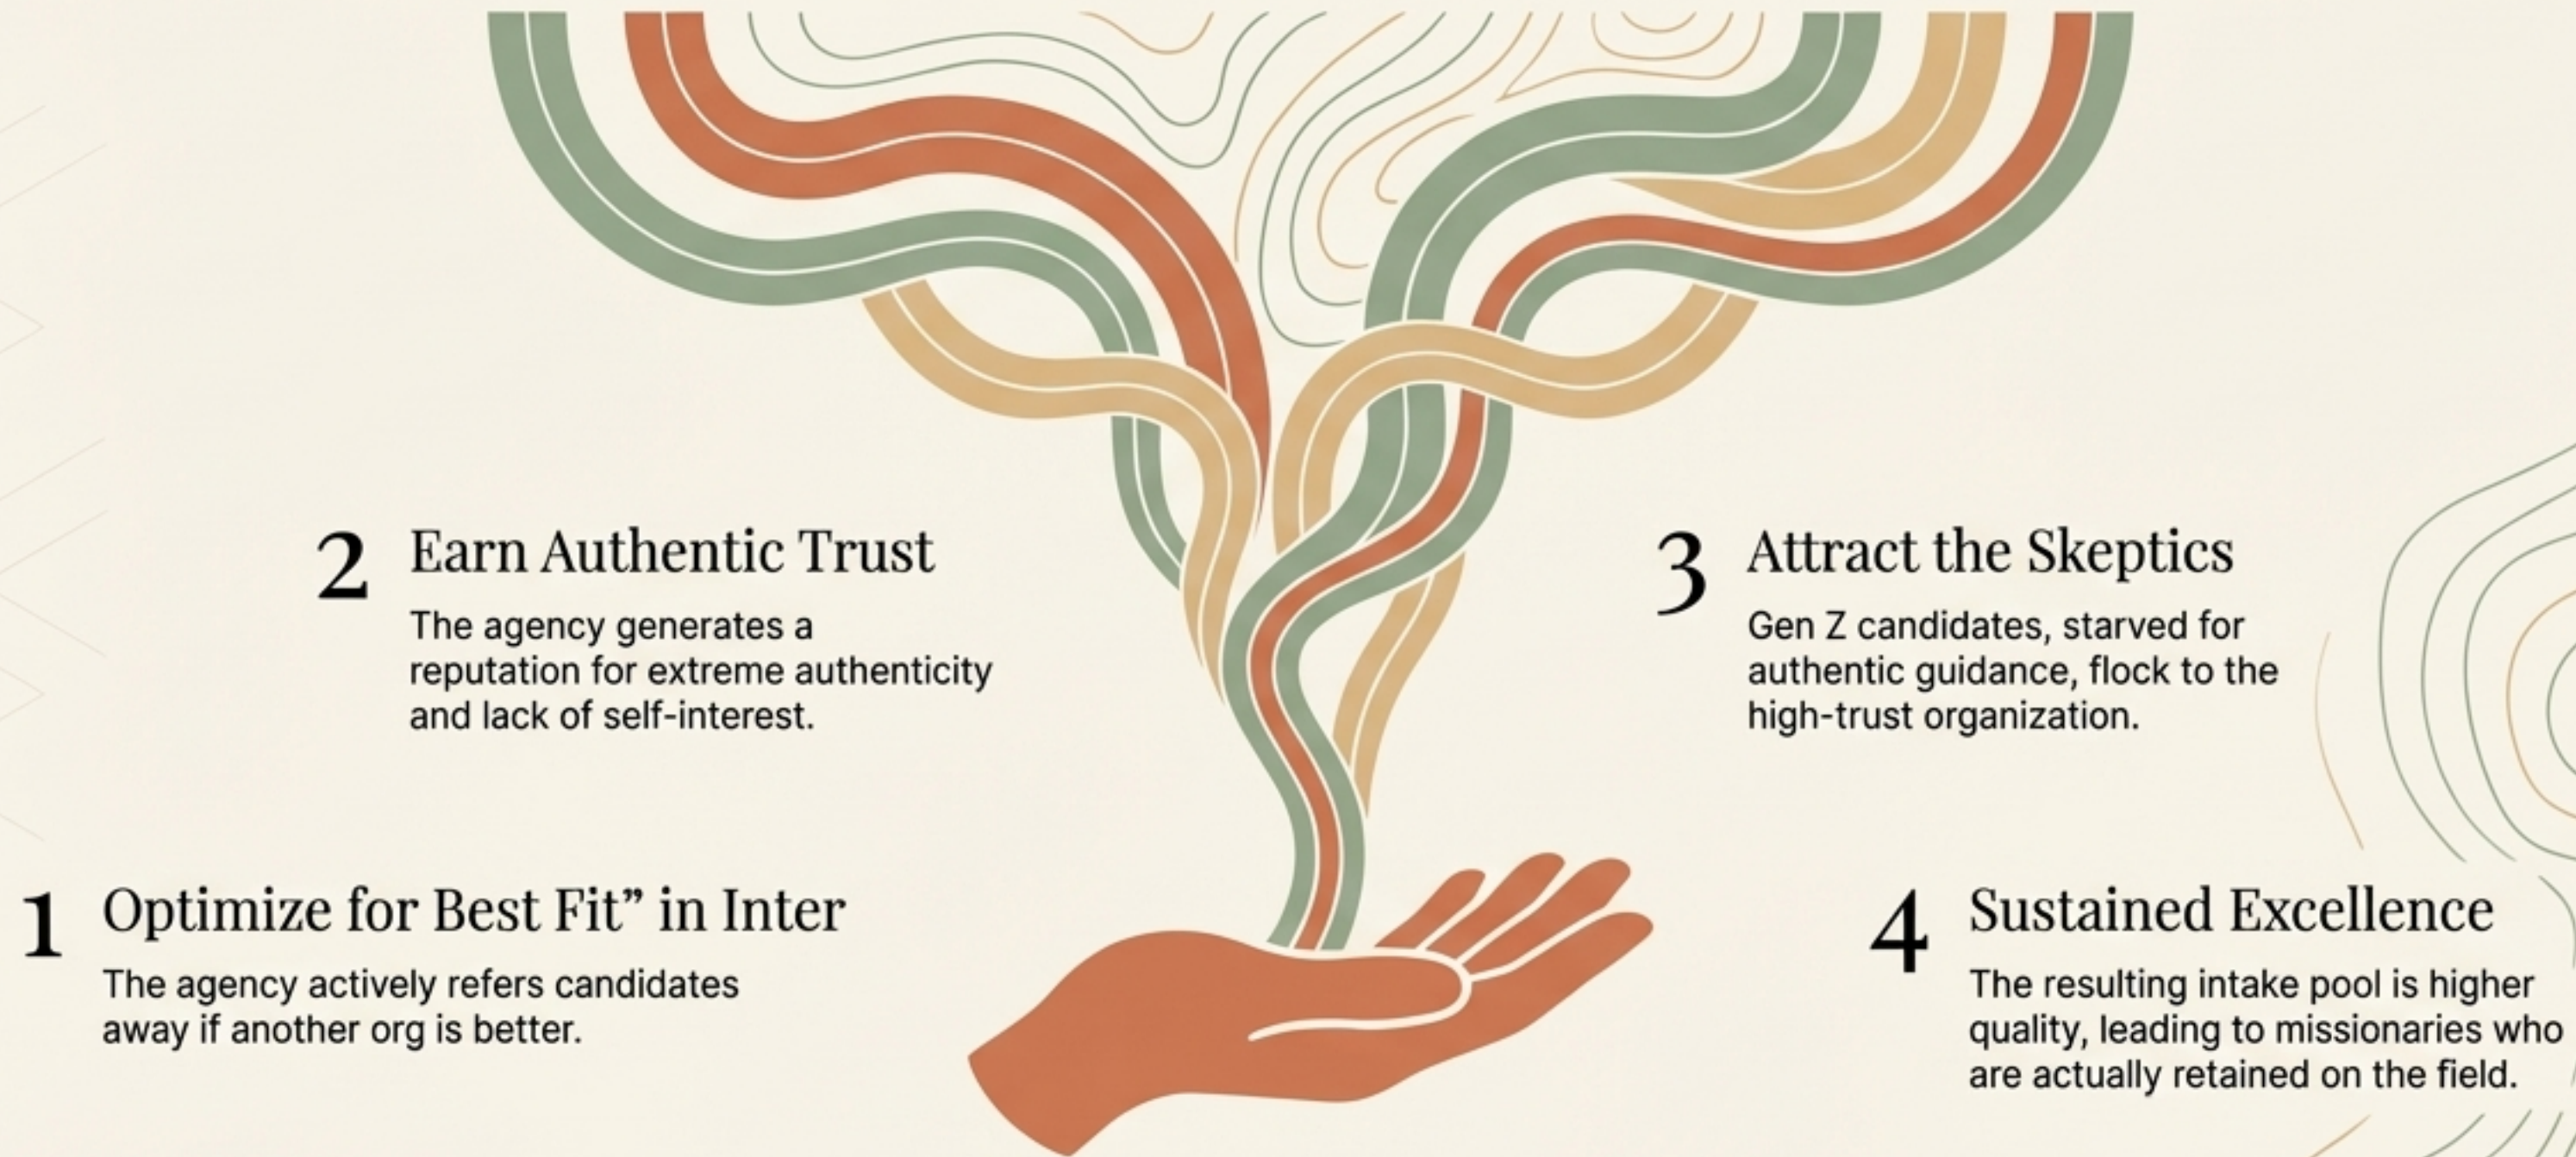 1
Optimize for Best Fit” in Inter
The agency actively refers candidates
away if another org is better.
2
Earn Authentic Trust
The agency generates a
reputation for extreme authenticity
and lack of self-interest.
3
Attract the Skeptics
Gen Z candidates, starved for
authentic guidance, flock to the
high-trust organization.
4
Sustained Excellence
The resulting intake pool is higher
quality, leading to missionaries who
are actually retained on the field.